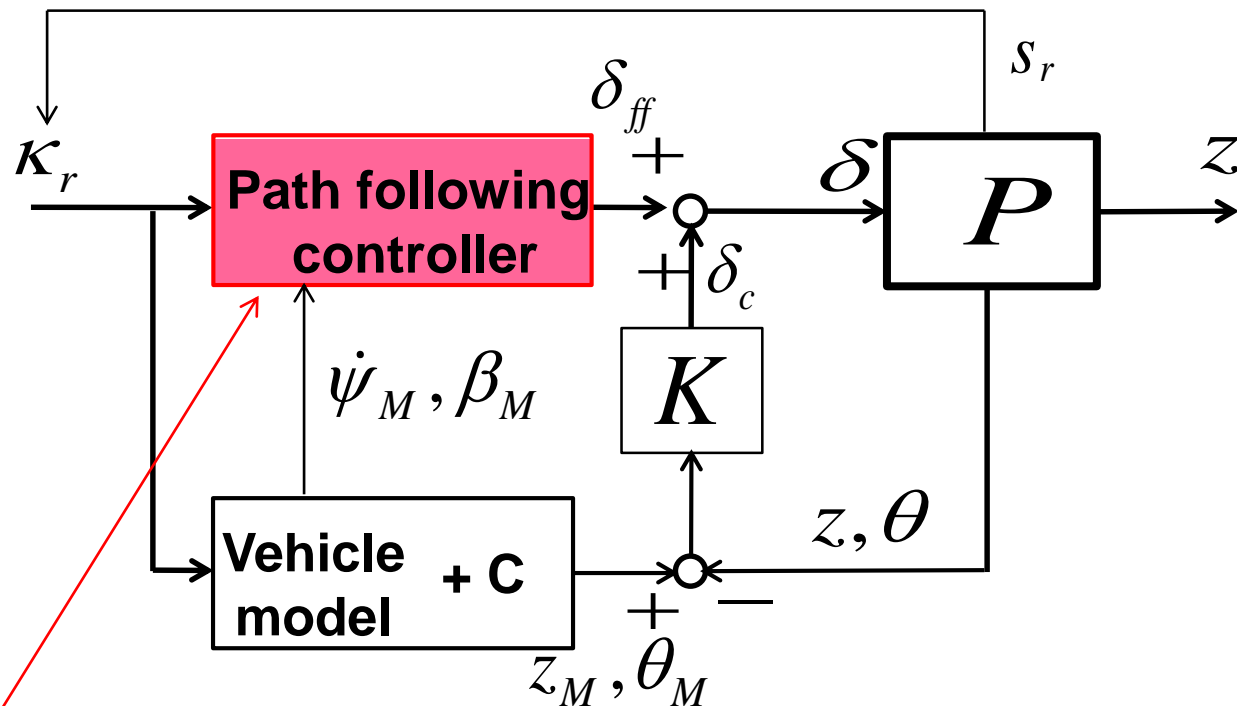 s_r
δ_ff
κ_r
+
Path following
controller
δ
P
z
+
δ_c
K
ψ̇_M , β_M
z, θ
Vehicle
model
+ C
+
−
z_M , θ_M